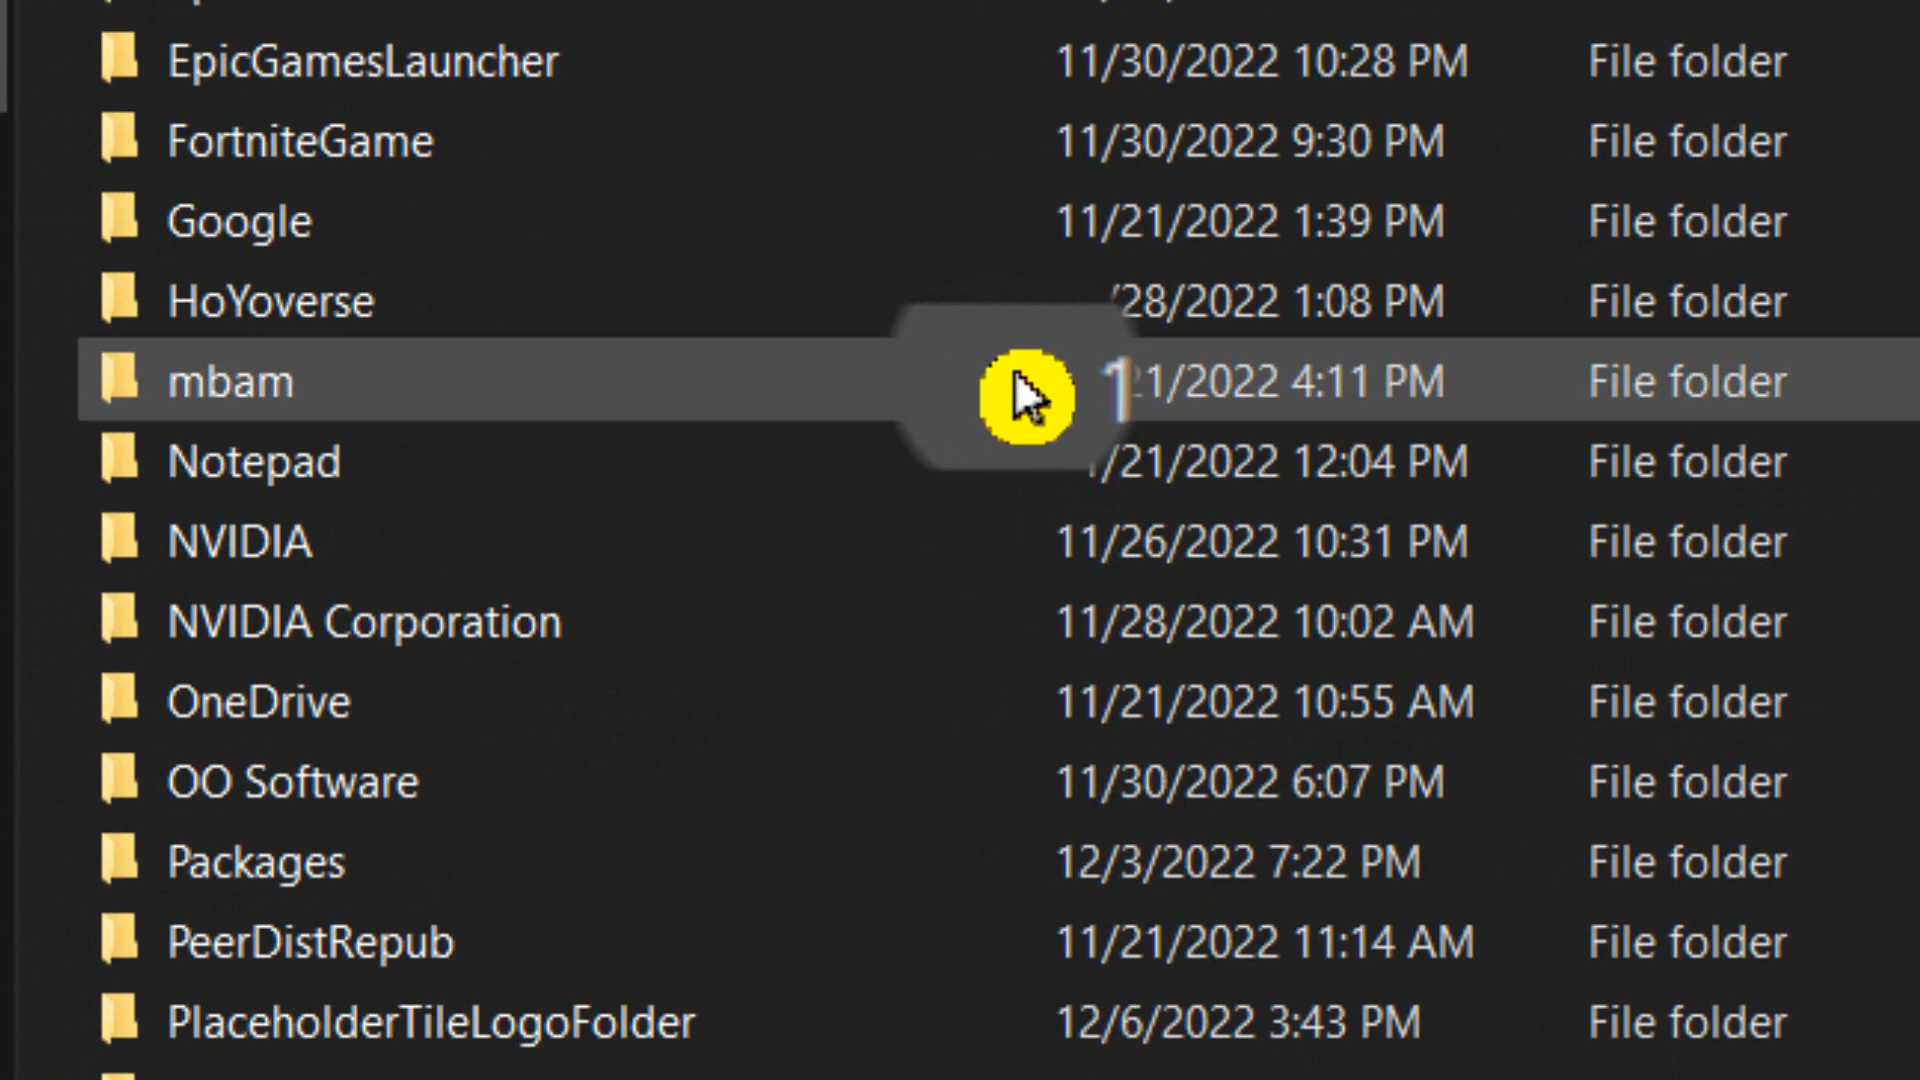 EpicGamesLauncher 11/30/2022 10:28 PM File folder
FortniteGame 11/30/2022 9:30 PM File folder
Google 11/21/2022 1:39 PM File folder
HoYoverse /28/2022 1:08 PM File folder
mbam 1 21/2022 4:11 PM File folder
Notepad /21/2022 12:04 PM File folder
NVIDIA 11/26/2022 10:31 PM File folder
NVIDIA Corporation 11/28/2022 10:02 AM File folder
OneDrive 11/21/2022 10:55 AM File folder
OO Software 11/30/2022 6:07 PM File folder
Packages 12/3/2022 7:22 PM File folder
PeerDistRepub 11/21/2022 11:14 AM File folder
PlaceholderTileLogoFolder 12/6/2022 3:43 PM File folder